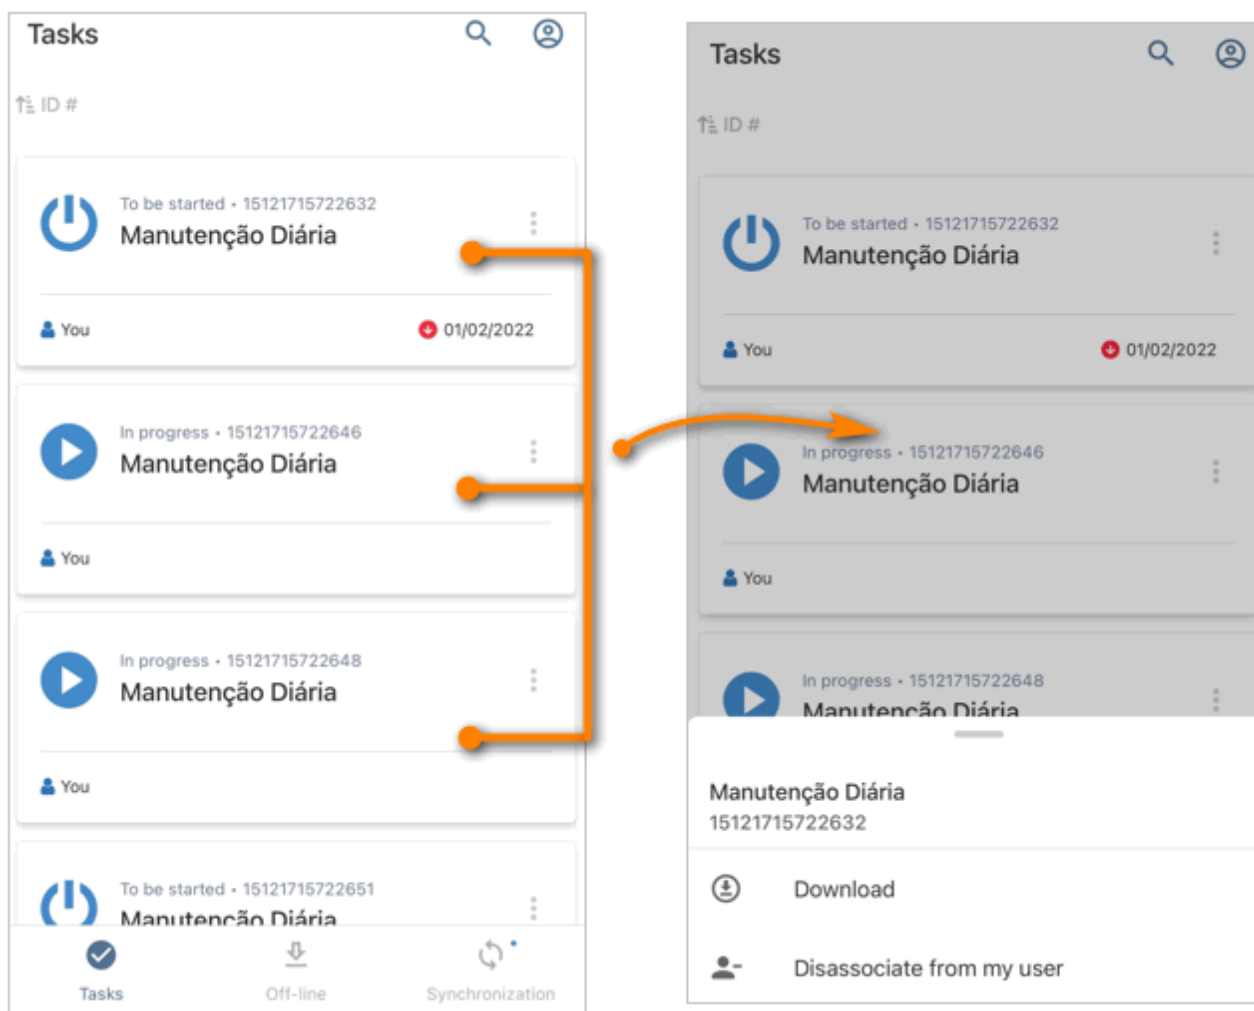 Tasks
ID #
To be started • 15121715722632
Manutenção Diária
You
01/02/2022
In progress • 15121715722646
Manutenção Diária
You
In progress • 15121715722648
Manutenção Diária
You
To be started • 15121715722651
Manutenção Diária
Tasks
Off-line
Synchronization
Tasks
ID #
To be started • 15121715722632
Manutenção Diária
You
01/02/2022
In progress • 15121715722646
Manutenção Diária
You
In progress • 15121715722648
Manutenção Diária
Manutenção Diária
15121715722632
Download
Disassociate from my user